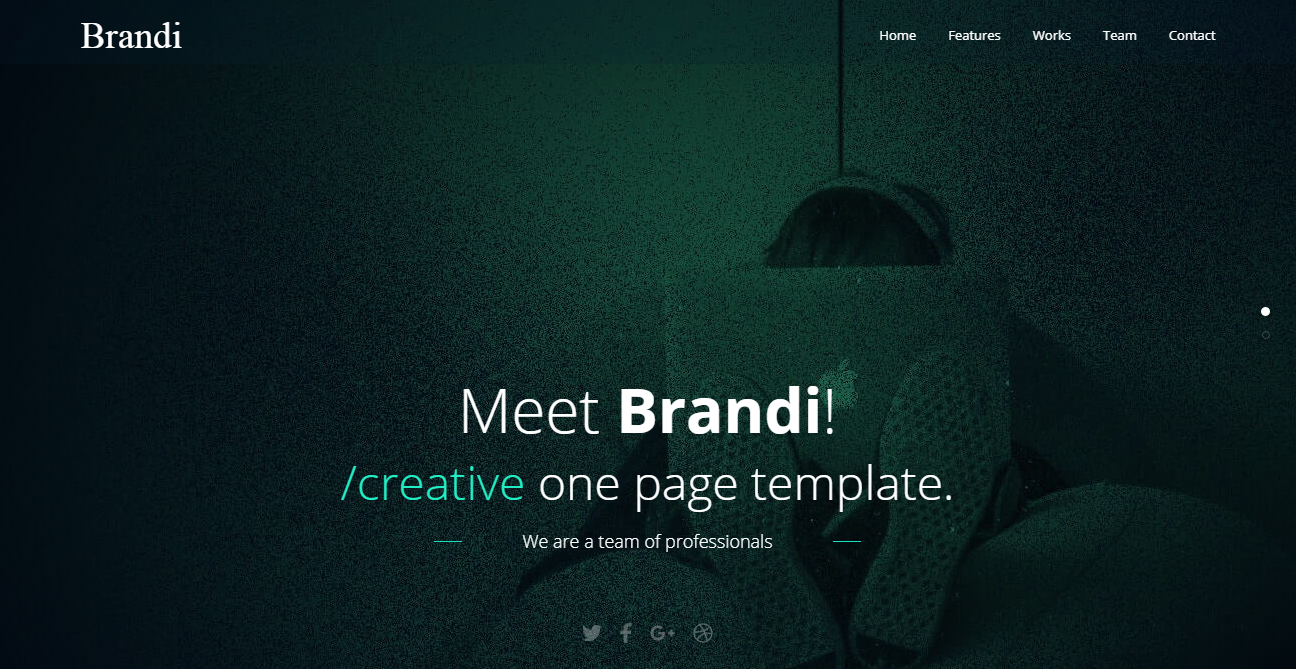 Brandi
Home Features Works Team Contact
Meet Brandi!
/creative one page template.
We are a team of professionals